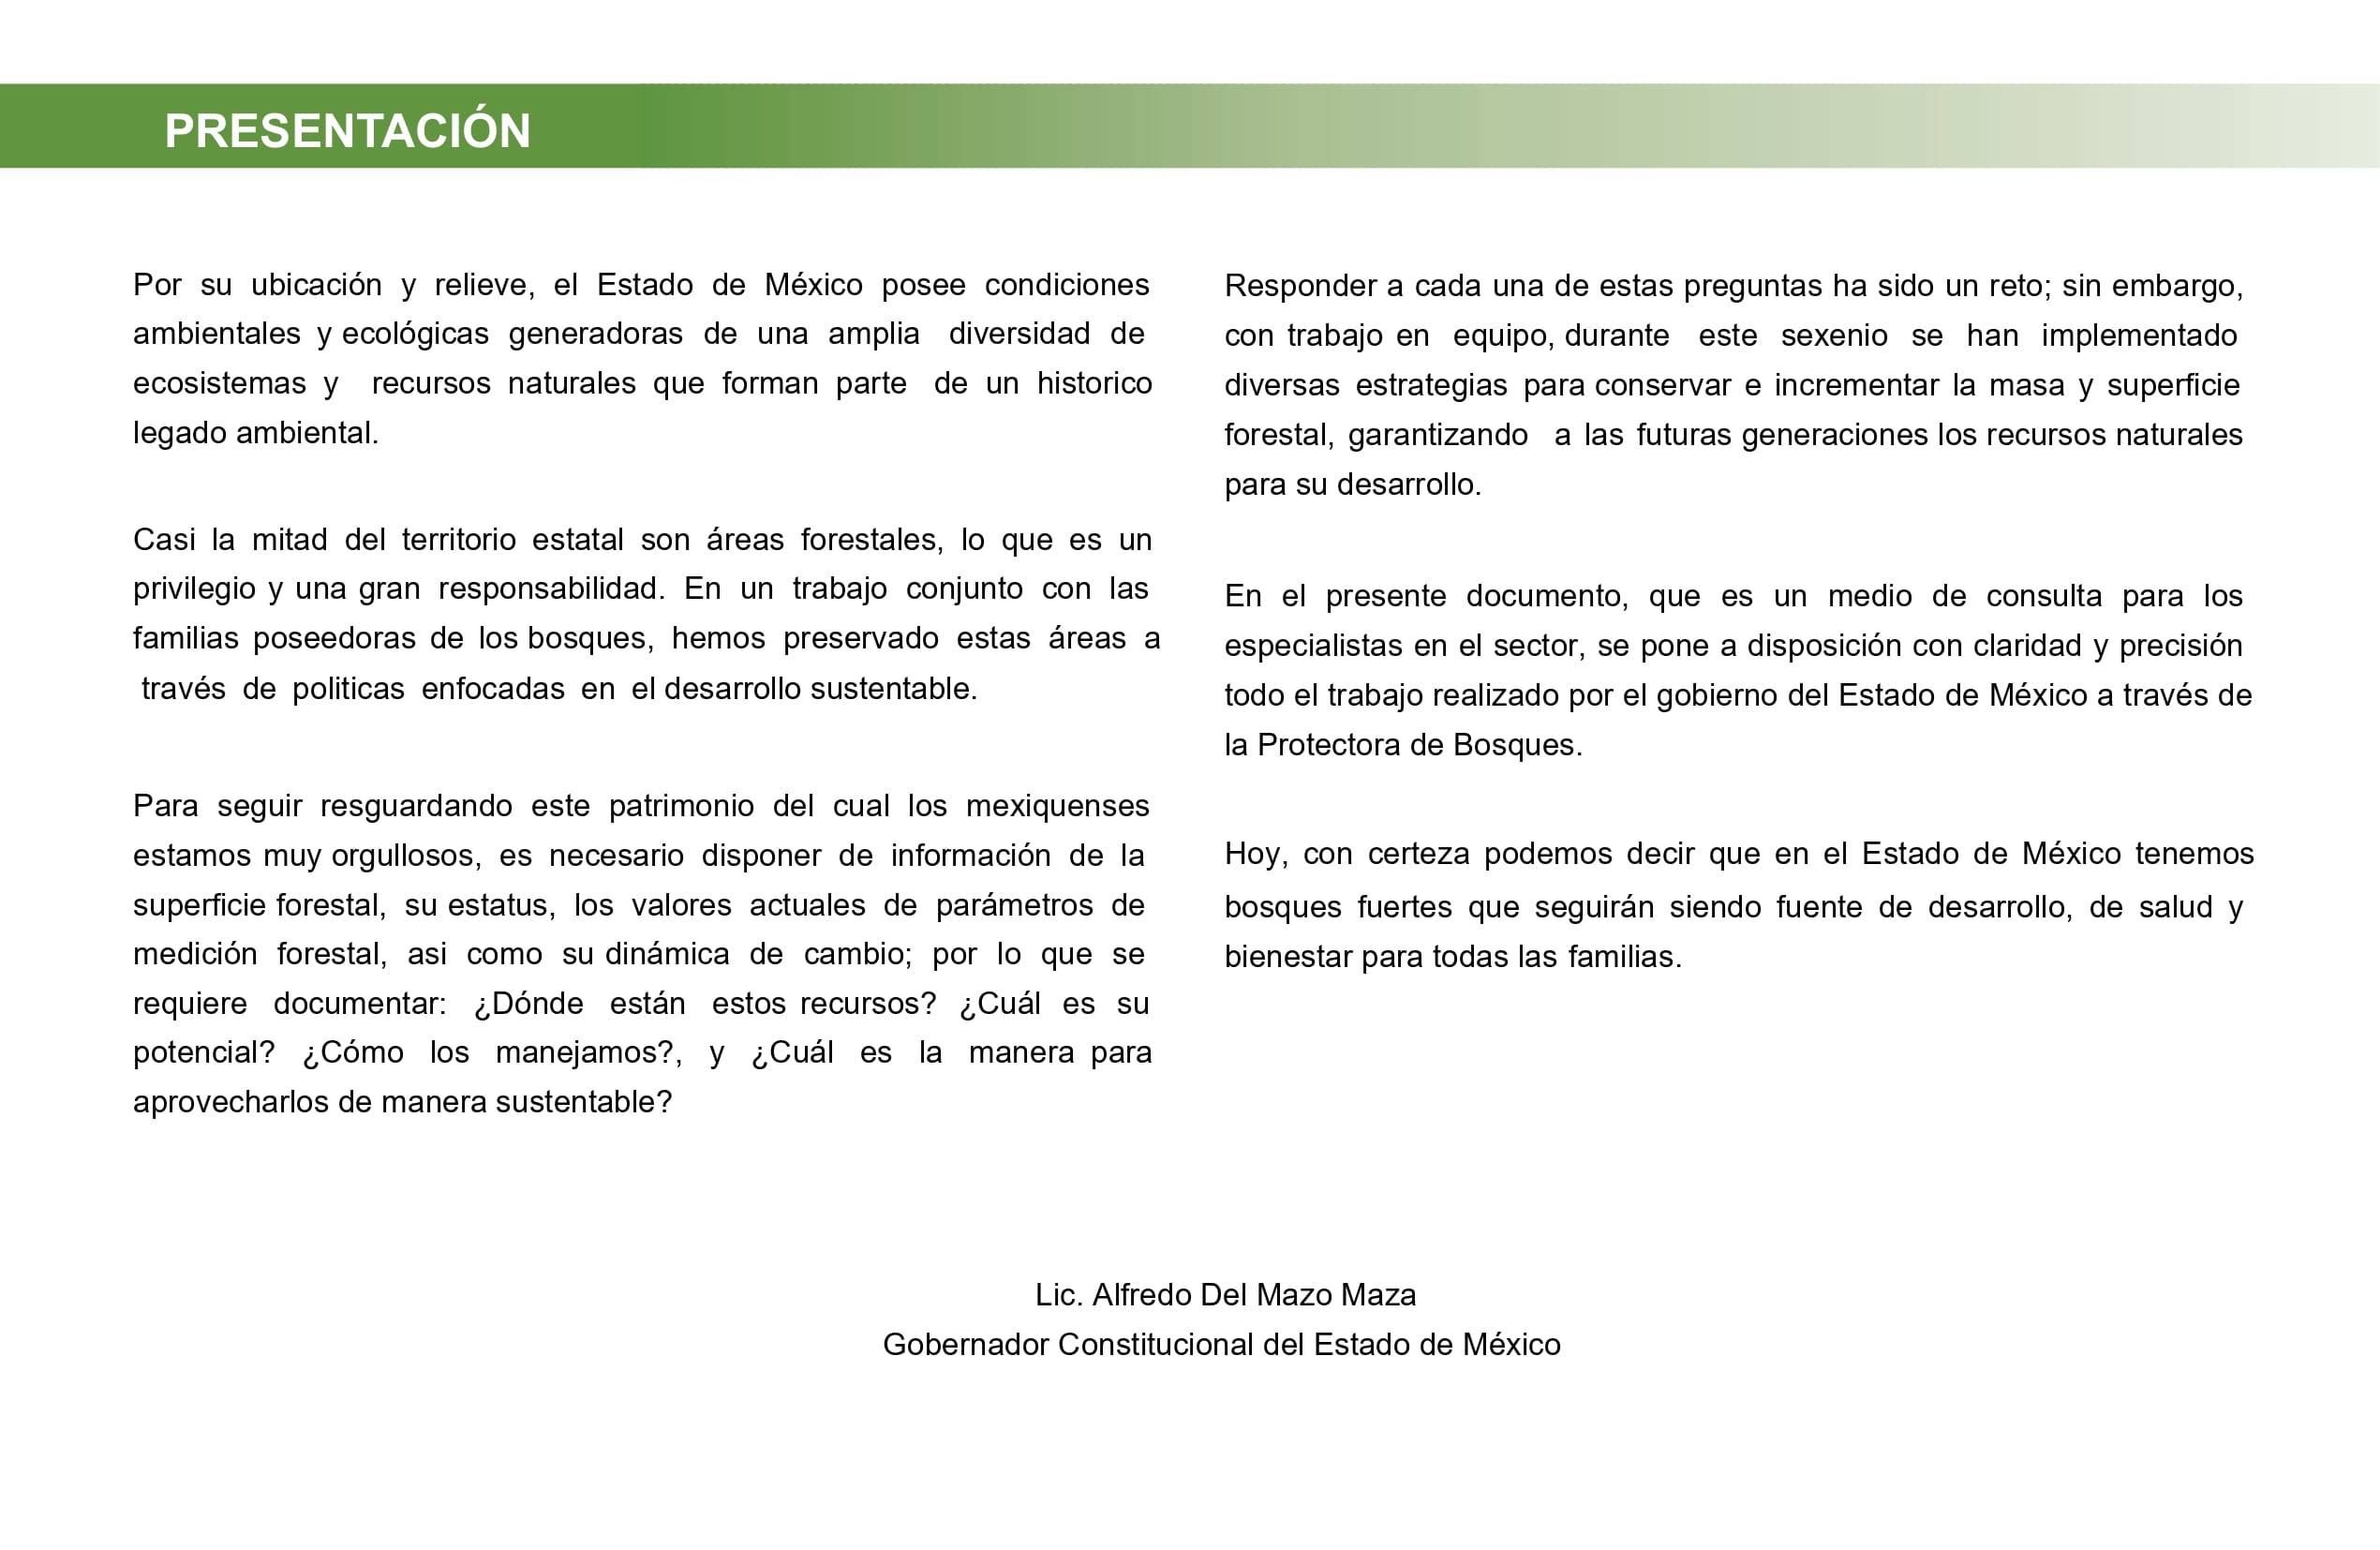 PRESENTACIÓN
Por su ubicación y relieve, el Estado de México posee condiciones
ambientales y ecológicas generadoras de una amplia diversidad de
ecosistemas y recursos naturales que forman parte de un historico
legado ambiental.
Casi la mitad del territorio estatal son áreas forestales, lo que es un
privilegio y una gran responsabilidad. En un trabajo conjunto con las
familias poseedoras de los bosques, hemos preservado estas áreas a
través de politicas enfocadas en el desarrollo sustentable.
Para seguir resguardando este patrimonio del cual los mexiquenses
estamos muy orgullosos, es necesario disponer de información de la
superficie forestal, su estatus, los valores actuales de parámetros de
medición forestal, asi como su dinámica de cambio; por lo que se
requiere documentar: ¿Dónde están estos recursos? ¿Cuál es su
potencial? ¿Cómo los manejamos?, y ¿Cuál es la manera para
aprovecharlos de manera sustentable?
Responder a cada una de estas preguntas ha sido un reto; sin embargo,
con trabajo en equipo, durante este sexenio se han implementado
diversas estrategias para conservar e incrementar la masa y superficie
forestal, garantizando a las futuras generaciones los recursos naturales
para su desarrollo.
En el presente documento, que es un medio de consulta para los
especialistas en el sector, se pone a disposición con claridad y precisión
todo el trabajo realizado por el gobierno del Estado de México a través de
la Protectora de Bosques.
Hoy, con certeza podemos decir que en el Estado de México tenemos
bosques fuertes que seguirán siendo fuente de desarrollo, de salud y
bienestar para todas las familias.
Lic. Alfredo Del Mazo Maza
Gobernador Constitucional del Estado de México